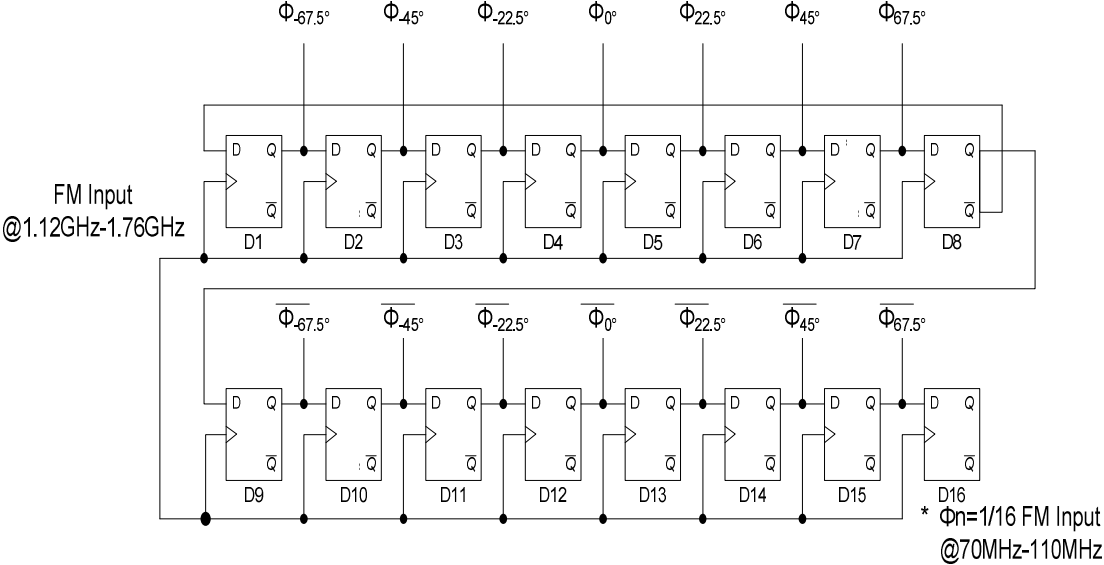 Φ-67.5° Φ-45° Φ-22.5° Φ0° Φ22.5° Φ45° Φ67.5°
D Q D Q D Q D Q D Q D Q D Q D Q
FM Input
@1.12GHz-1.76GHz
Q̅ Q̅ Q̅ Q̅ Q̅ Q̅ Q̅ Q̅
D1 D2 D3 D4 D5 D6 D7 D8
Φ̅-67.5° Φ̅-45° Φ̅-22.5° Φ̅0° Φ̅22.5° Φ̅45° Φ̅67.5°
D Q D Q D Q D Q D Q D Q D Q D Q
Q̅ Q̅ Q̅ Q̅ Q̅ Q̅ Q̅ Q̅
D9 D10 D11 D12 D13 D14 D15 D16
* Φn=1/16 FM Input
@70MHz-110MHz